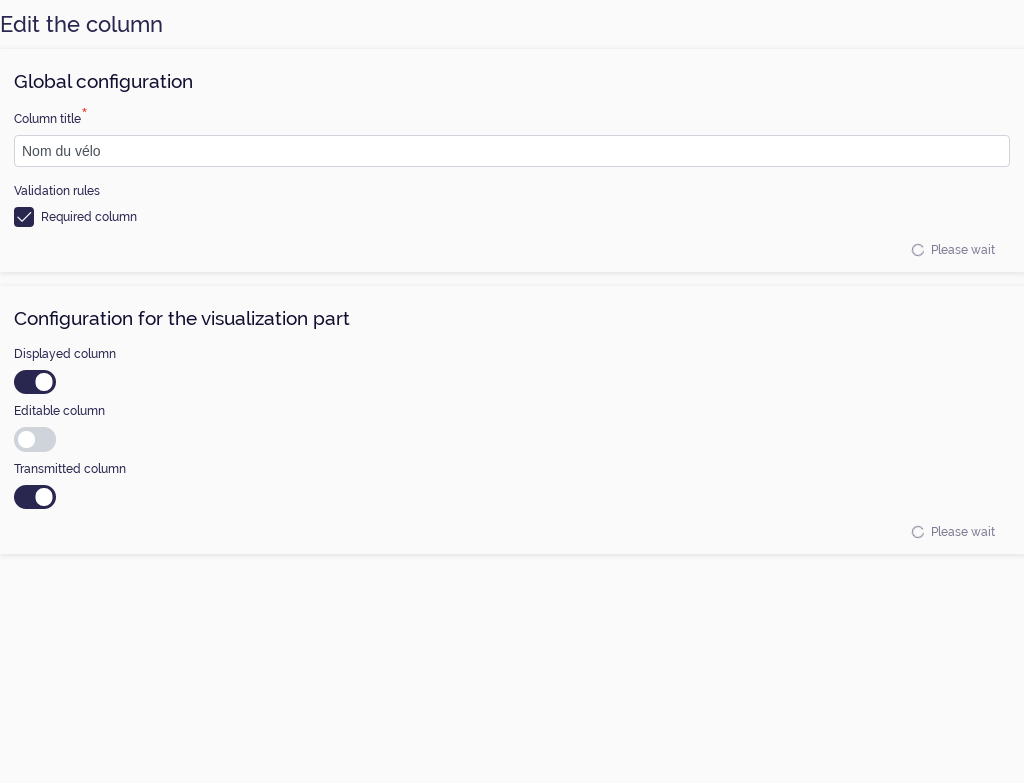 Edit the column
Global configuration
Column title*
Nom du vélo
Validation rules
Required column
Please wait
Configuration for the visualization part
Displayed column
Editable column
Transmitted column
Please wait